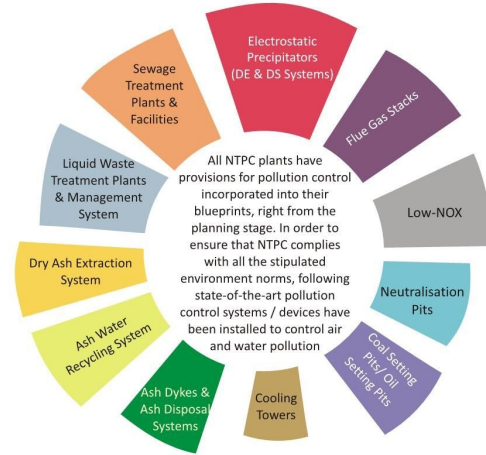 Electrostatic
Precipitators
(DE & DS Systems)
Flue Gas Stacks
Low-NOX
Neutralisation
Pits
Coal Setting
Pits/ Oil
Setting Pits
Cooling
Towers
Ash Dykes &
Ash Disposal
Systems
Ash Water
Recycling System
Dry Ash Extraction
System
Liquid Waste
Treatment Plants
& Management
System
Sewage
Treatment
Plants &
Facilities
All NTPC plants have
provisions for pollution control
incorporated into their
blueprints, right from the
planning stage. In order to
ensure that NTPC complies
with all the stipulated
environment norms, following
state-of-the-art pollution
control systems / devices have
been installed to control air
and water pollution